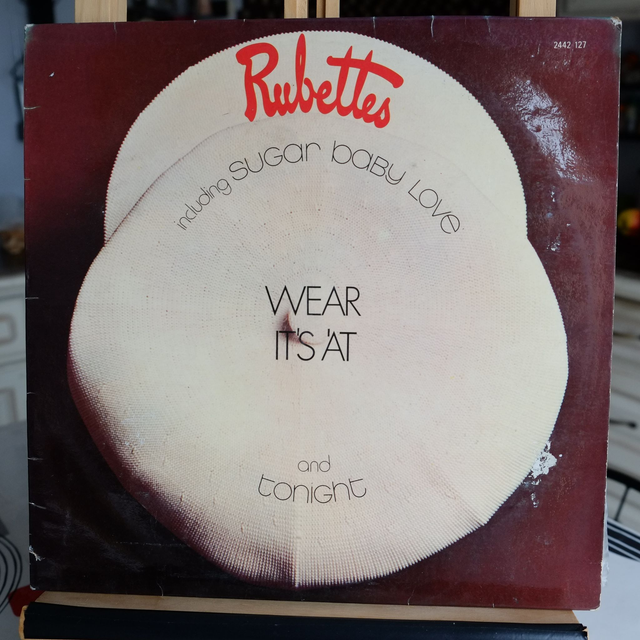 2442 127
Rubettes
including SUGar baBY LOVE
WEAR
IT'S 'AT
and
tonight